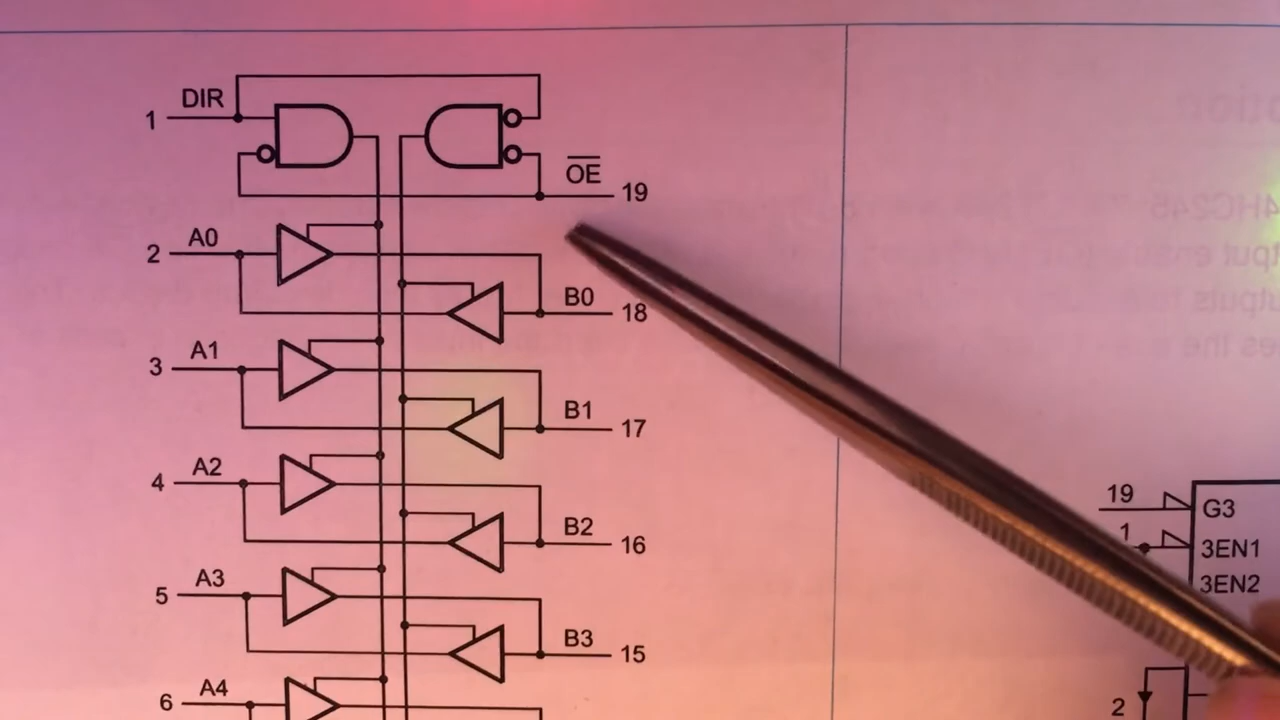 1 DIR
OE 19
2 A0
B0 18
3 A1
B1 17
4 A2
B2 16
5 A3
B3 15
6 A4
19 G3
1 3EN1
3EN2
2